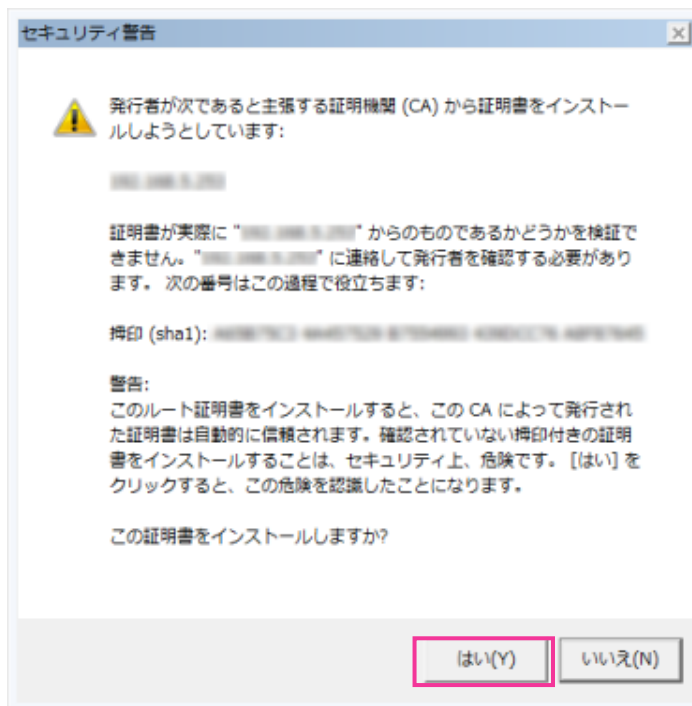 セキュリティ警告
発行者が次であると主張する証明機関 (CA) から証明書をインストー
ルしようとしています:
証明書が実際に "" からのものであるかどうかを検証で
きません。"" に連絡して発行者を確認する必要があり
ます。 次の番号はこの過程で役立ちます:
拇印 (sha1):
警告:
このルート証明書をインストールすると、この CA によって発行され
た証明書は自動的に信頼されます。確認されていない拇印付きの証明
書をインストールすることは、セキュリティ上、危険です。 [はい] を
クリックすると、この危険を認識したことになります。
この証明書をインストールしますか?
はい(Y)
いいえ(N)